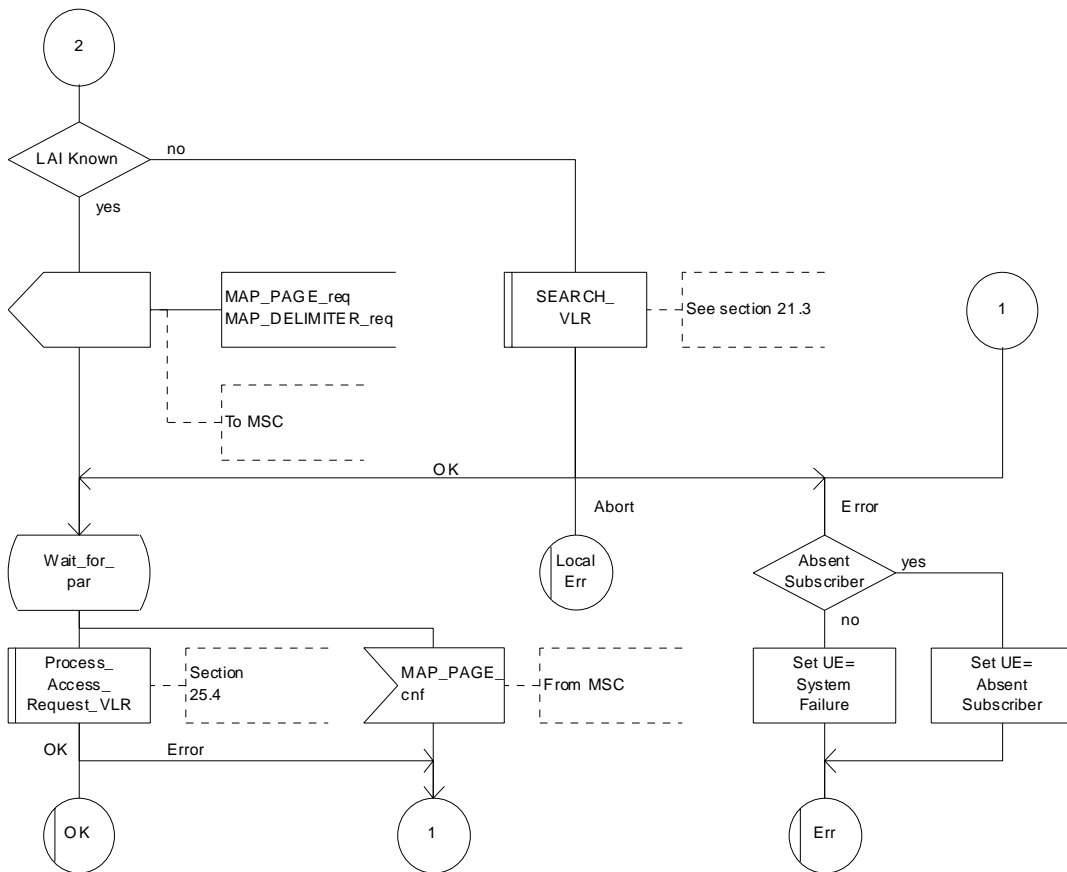 2
LAI Known
no
yes
MAP_PAGE_req
MAP_DELIMITER_req
SEARCH_
VLR
See section 21.3
1
To MSC
OK
Abort
Error
Wait_for_
par
Local
Err
Absent
Subscriber
yes
no
Process_
Access_
Request_VLR
Section
25.4
MAP_PAGE_
cnf
From MSC
Set UE=
System
Failure
Set UE=
Absent
Subscriber
OK
Error
OK
1
Err